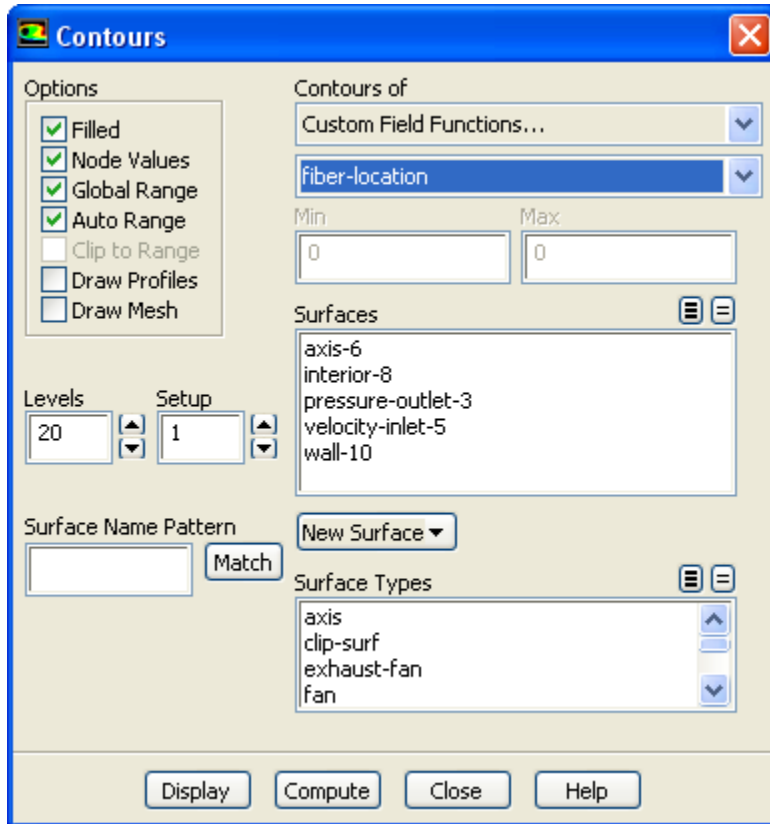 Contours
Options
Filled
Node Values
Global Range
Auto Range
Clip to Range
Draw Profiles
Draw Mesh
Levels Setup
20 1
Surface Name Pattern
Match
Contours of
Custom Field Functions...
fiber-location
Min Max
0 0
Surfaces
axis-6
interior-8
pressure-outlet-3
velocity-inlet-5
wall-10
New Surface
Surface Types
axis
clip-surf
exhaust-fan
fan
Display Compute Close Help